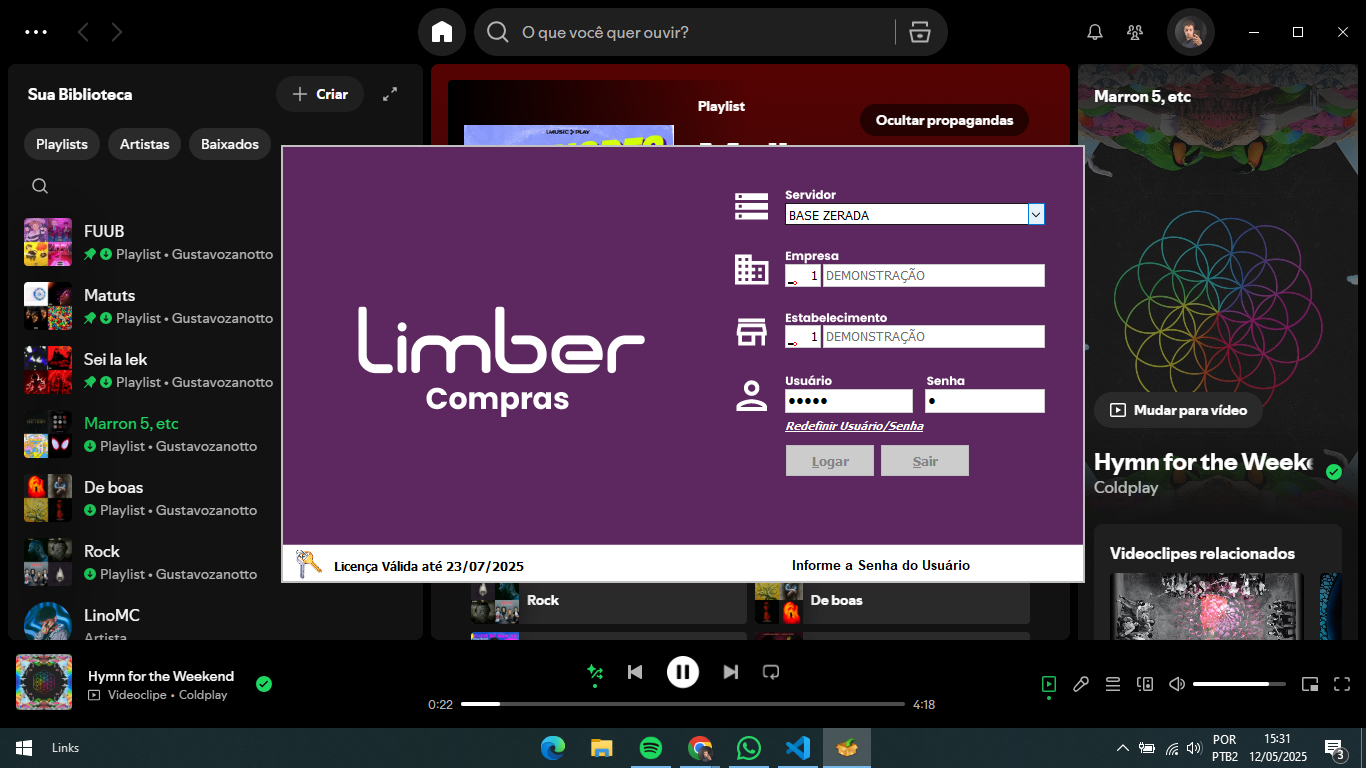 O que você quer ouvir?
Sua Biblioteca
Criar
Playlists
Artistas
Baixados
FUUB
Playlist • Gustavozanotto
Matuts
Playlist • Gustavozanotto
Sei la lek
Playlist • Gustavozanotto
Marron 5, etc
Playlist • Gustavozanotto
De boas
Playlist • Gustavozanotto
Rock
Playlist • Gustavozanotto
LinoMC
Artista
Playlist
Ocultar propagandas
Limber
Compras
Servidor
BASE ZERADA
Empresa
1 DEMONSTRAÇÃO
Estabelecimento
1 DEMONSTRAÇÃO
Usuário
Senha
Redefinir Usuário/Senha
Logar
Sair
Licença Válida até 23/07/2025
Informe a Senha do Usuário
Rock
De boas
Marron 5, etc
Mudar para vídeo
Hymn for the Weeke
Coldplay
Videoclipes relacionados
Hymn for the Weekend
Videoclipe • Coldplay
0:22
4:18
Links
POR
PTB2
15:31
12/05/2025
3